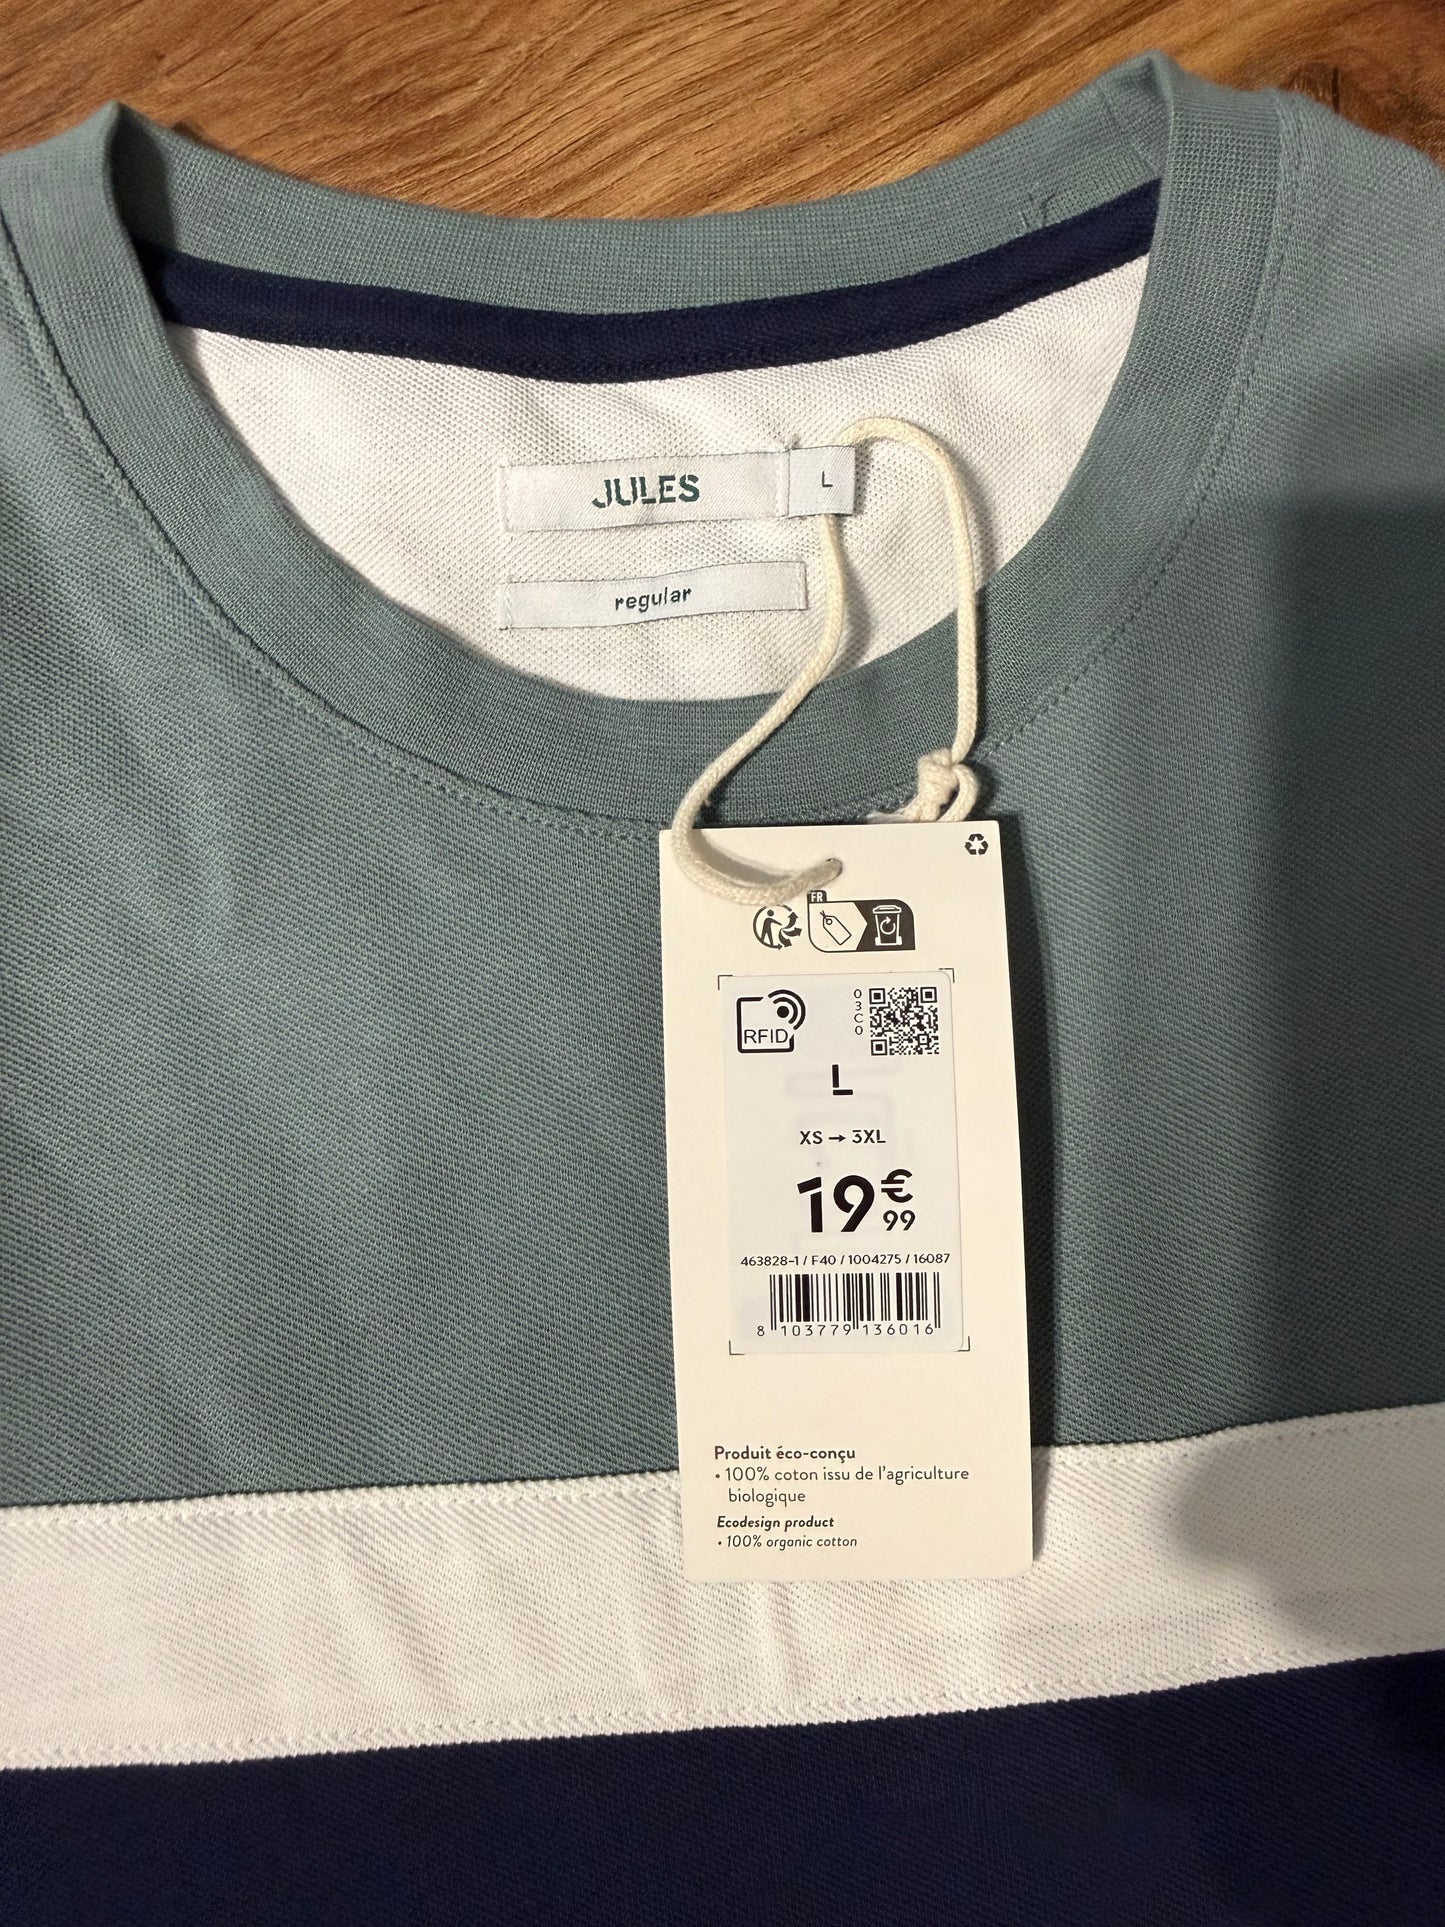 JULES
L
regular
FR
RFID
03C0
L
XS → 3XL
19€99
463828-1 / F40 / 1004275 / 16087
8 103779 136016
Produit éco-conçu
• 100% coton issu de l'agriculture
biologique
Ecodesign product
• 100% organic cotton